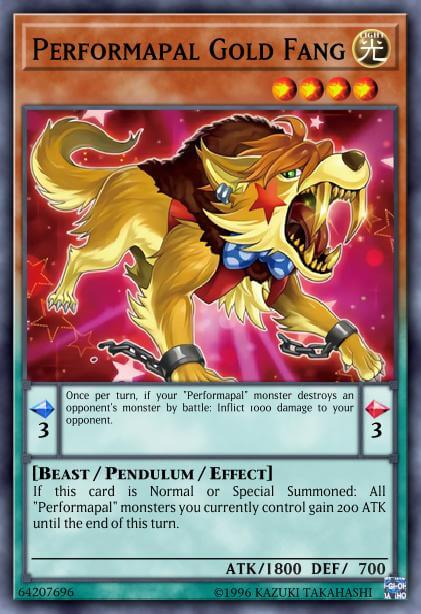 PERFORMAPAL GOLD FANG
LIGHT
光
Once per turn, if your "Performapal" monster destroys an
opponent's monster by battle: Inflict 1000 damage to your
opponent.
3
3
[BEAST / PENDULUM / EFFECT]
If this card is Normal or Special Summoned: All
"Performapal" monsters you currently control gain 200 ATK
until the end of this turn.
ATK/1800 DEF/ 700
64207696
©1996 KAZUKI TAKAHASHI